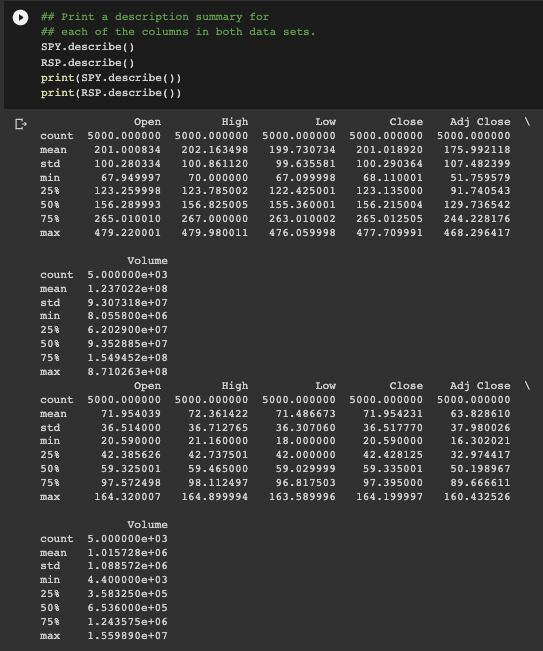 ## Print a description summary for
## each of the columns in both data sets.
SPY.describe()
RSP.describe()
print(SPY.describe())
print(RSP.describe())
Open High Low Close Adj Close \
count 5000.000000 5000.000000 5000.000000 5000.000000 5000.000000
mean 201.000834 202.163498 199.730734 201.018920 175.992118
std 100.280334 100.861120 99.635581 100.290364 107.482399
min 67.949997 70.000000 67.099998 68.110001 51.759579
25% 123.259998 123.785002 122.425001 123.135000 91.740543
50% 156.289993 156.825005 155.360001 156.215004 129.736542
75% 265.010010 267.000000 263.010002 265.012505 244.228176
max 479.220001 479.980011 476.059998 477.709991 468.296417
Volume
count 5.000000e+03
mean 1.237022e+08
std 9.307318e+07
min 8.055800e+06
25% 6.202900e+07
50% 9.352885e+07
75% 1.549452e+08
max 8.710263e+08
Open High Low Close Adj Close \
count 5000.000000 5000.000000 5000.000000 5000.000000 5000.000000
mean 71.954039 72.361422 71.486673 71.954231 63.828610
std 36.514000 36.712765 36.307060 36.517770 37.980026
min 20.590000 21.160000 18.000000 20.590000 16.302021
25% 42.385626 42.737501 42.000000 42.428125 32.974417
50% 59.325001 59.465000 59.029999 59.335001 50.198967
75% 97.572498 98.112497 96.817503 97.395000 89.666611
max 164.320007 164.899994 163.589996 164.199997 160.432526
Volume
count 5.000000e+03
mean 1.015728e+06
std 1.088572e+06
min 4.400000e+03
25% 3.583250e+05
50% 6.536000e+05
75% 1.243575e+06
max 1.559890e+07